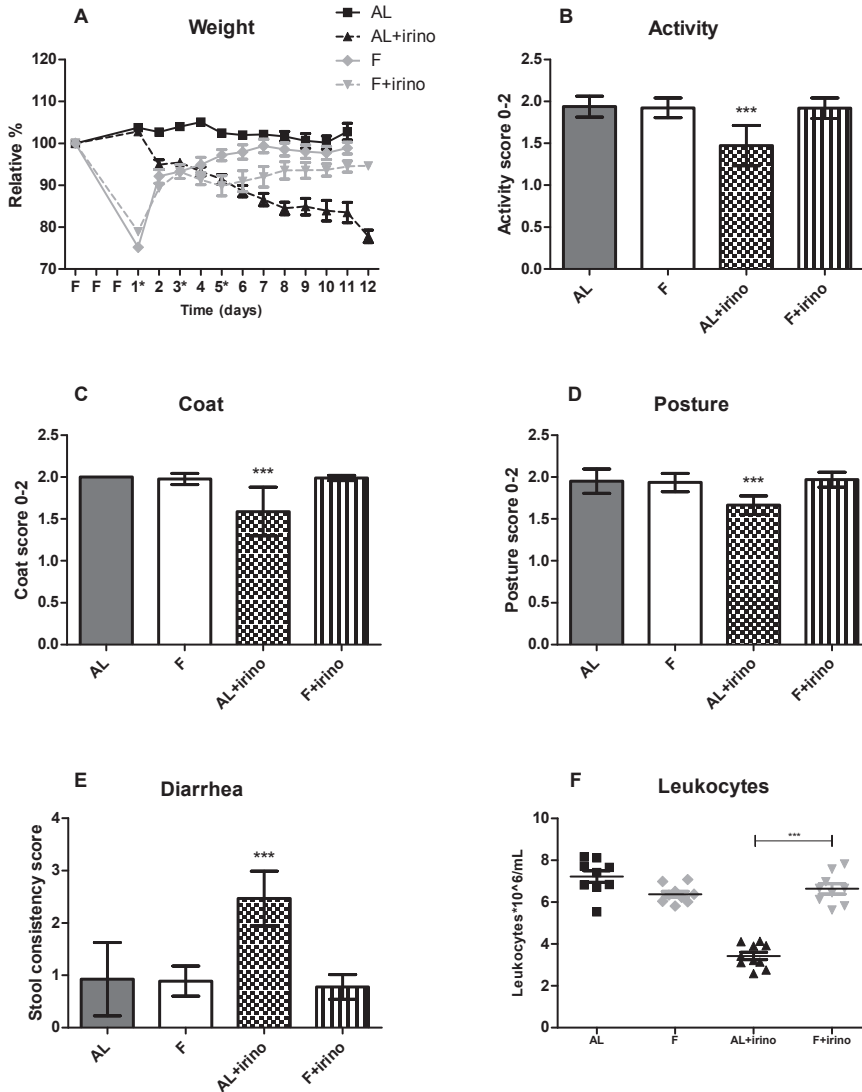 A
Weight
AL
AL+irino
F
F+irino
Relative %
120
110
100
90
80
70
F F F 1* 2 3* 4 5* 6 7 8 9 10 11 12
Time (days)
B
Activity
Activity score 0-2
2.5
2.0
1.5
1.0
0.5
0.0
***
AL
F
AL+irino
F+irino
C
Coat
Coat score 0-2
2.5
2.0
1.5
1.0
0.5
0.0
***
AL
F
AL+irino
F+irino
D
Posture
Posture score 0-2
2.5
2.0
1.5
1.0
0.5
0.0
***
AL
F
AL+irino
F+irino
E
Diarrhea
Stool consistency score
4
3
2
1
0
***
AL
F
AL+irino
F+irino
F
Leukocytes
Leukocytes*10^6/mL
10
8
6
4
2
0
***
AL
F
AL+irino
F+irino